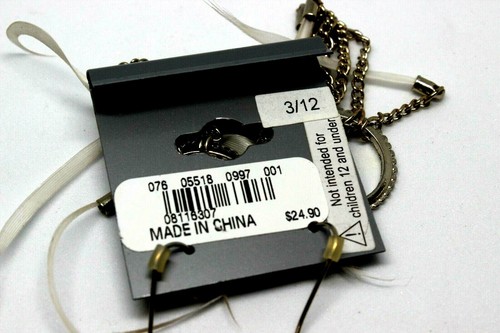 3/12
Not intended for
children 12 and under
076 05518 0997 001
08116307
MADE IN CHINA
$24.90